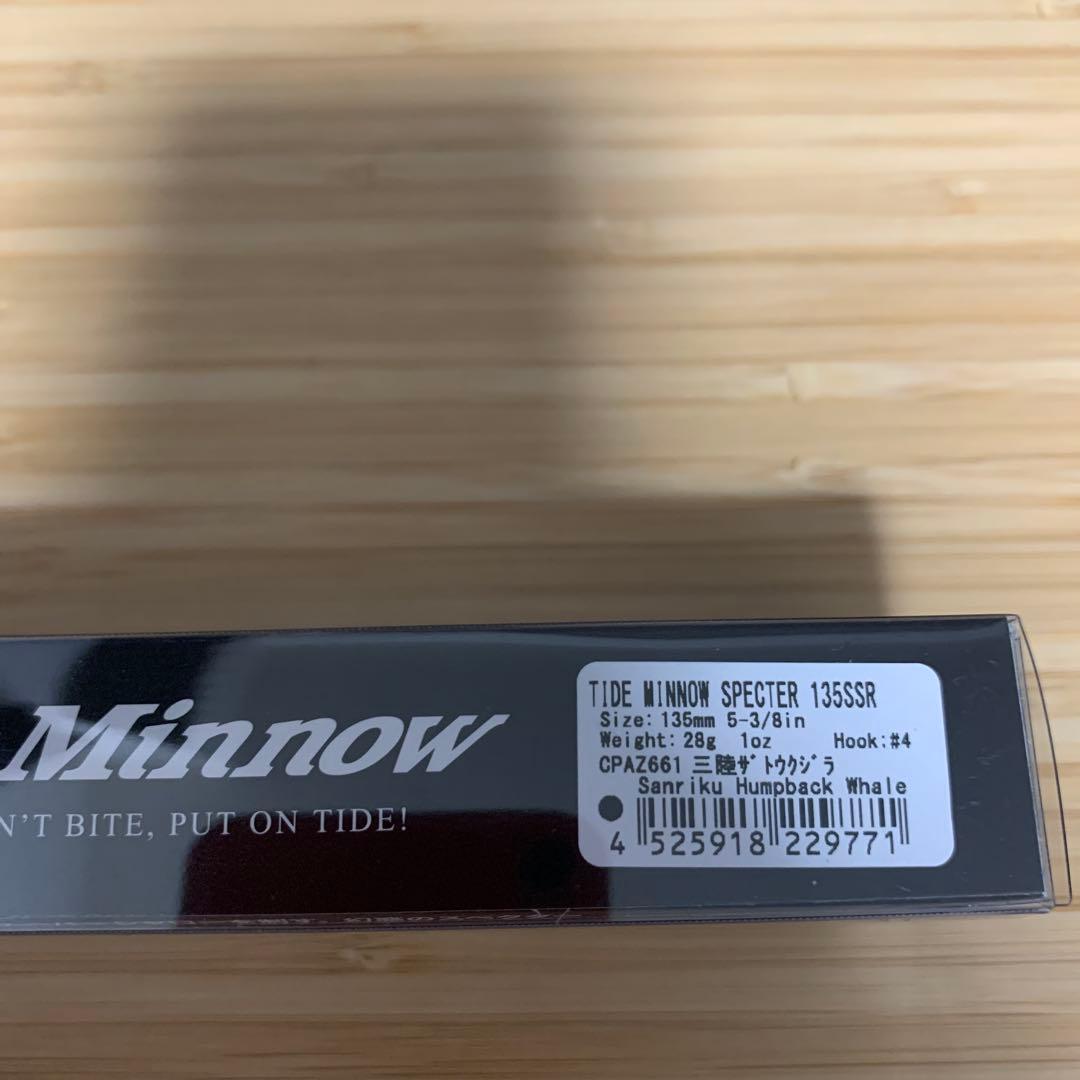 Minnow
N'T BITE, PUT ON TIDE!
TIDE MINNOW SPECTER 135SSR
Size: 135mm 5-3/8in
Weight: 28g 1oz Hook:#4
CPAZ661 三陸ｻﾞﾄｳｸｼﾞﾗ
Sanriku Humpback Whale
4 525918 229771